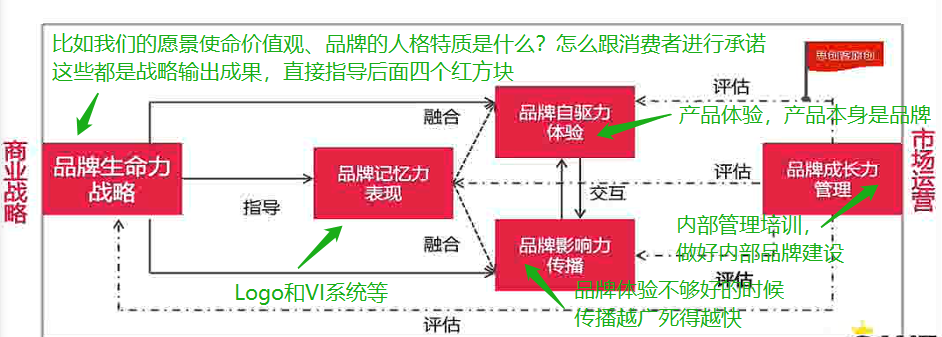 比如我们的愿景使命价值观、品牌的人格特质是什么？怎么跟消费者进行承诺
这些都是战略输出成果，直接指导后面四个红方块
思创客原创
评估
融合
品牌自驱力
体验
产品体验，产品本身是品牌
商业战略
品牌生命力
战略
指导
品牌记忆力
表现
评估
交互
品牌成长力
管理
市场运营
融合
品牌影响力
传播
内部管理培训，
做好内部品牌建设
评估
Logo和VI系统等
品牌体验不够好的时候
传播越广死得越快
评估